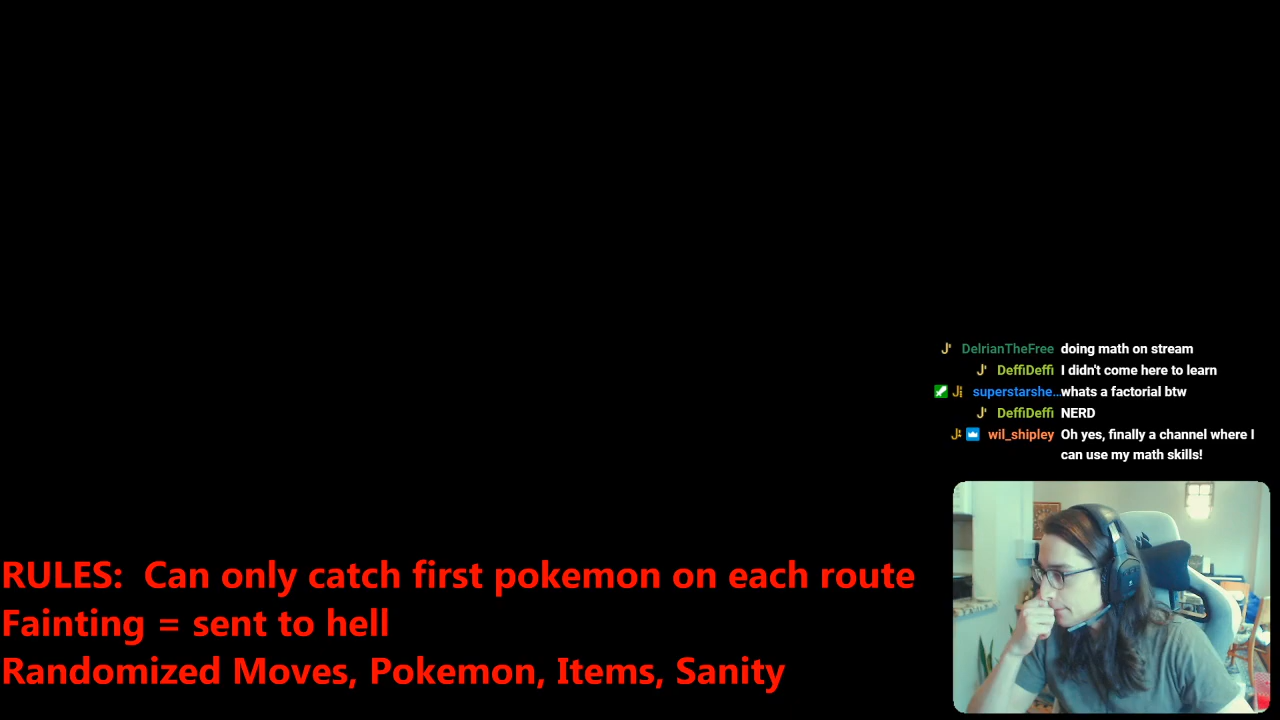 DelrianTheFree doing math on stream
DeffiDeffi I didn't come here to learn
superstarshe... whats a factorial btw
DeffiDeffi NERD
wil_shipley Oh yes, finally a channel where I
can use my math skills!
RULES:  Can only catch first pokemon on each route
Fainting = sent to hell
Randomized Moves, Pokemon, Items, Sanity